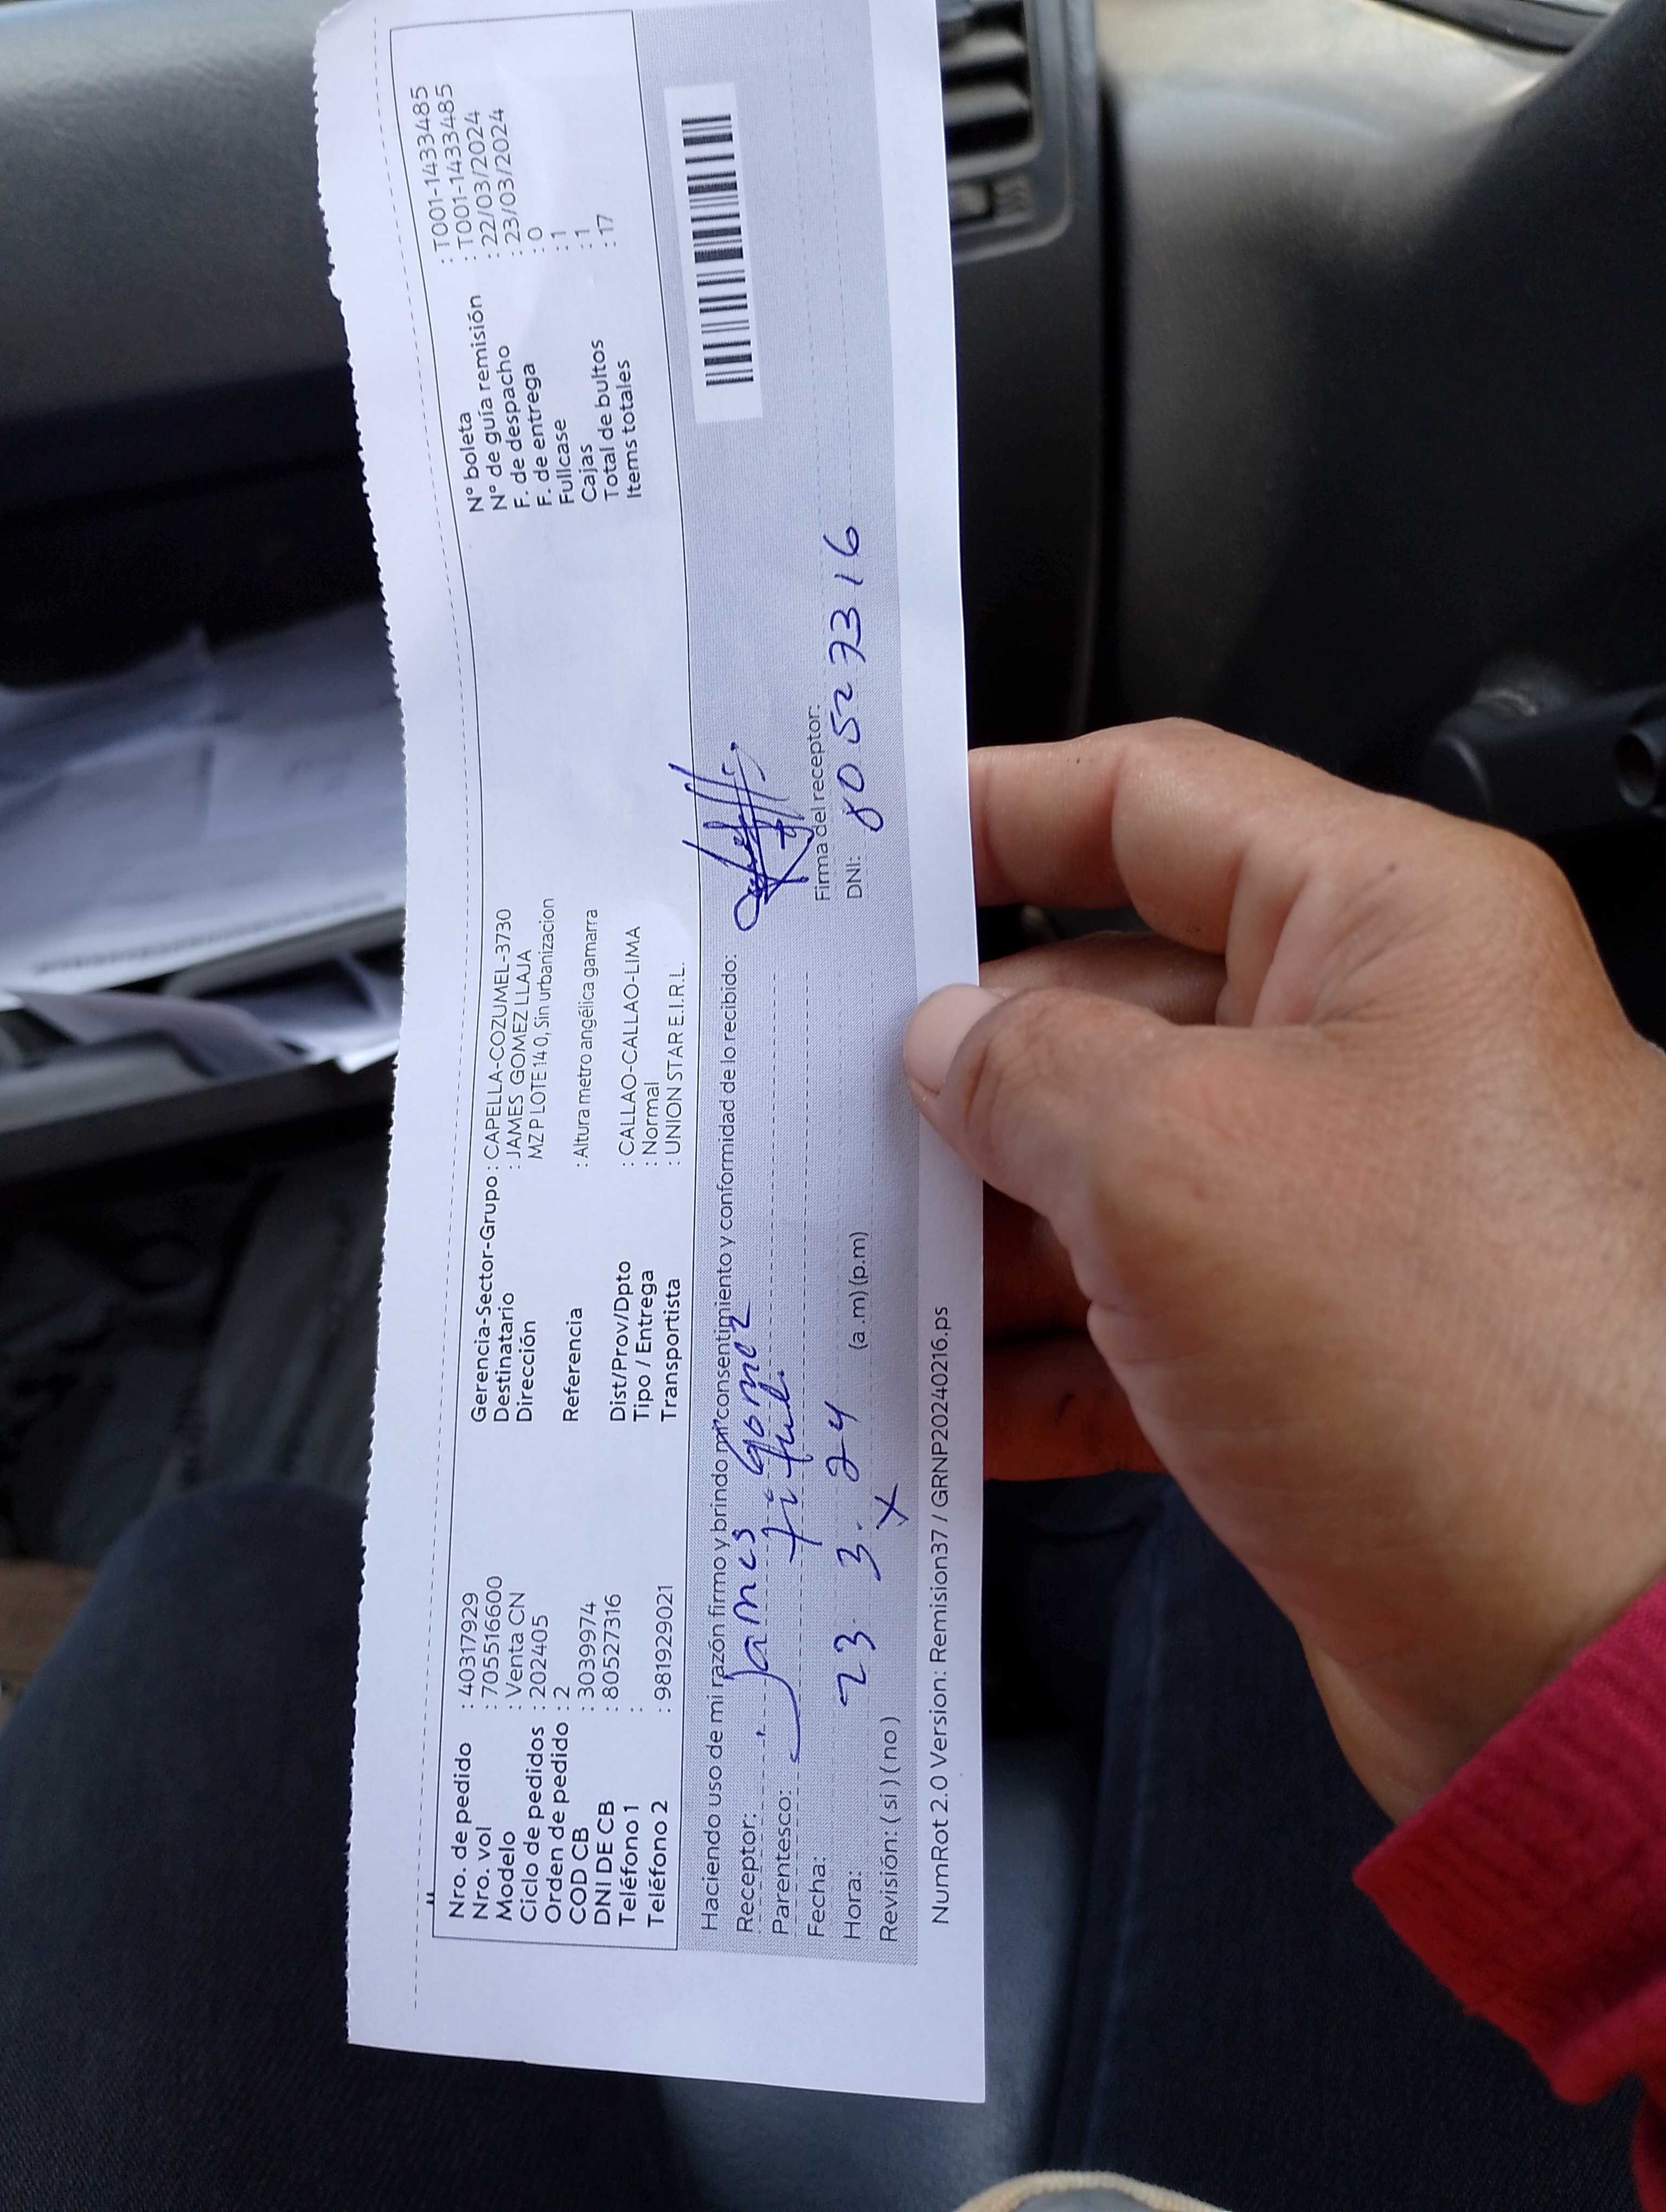 Nro. de pedido : 40317929
Nro. vol : 705516600
Modelo : Venta CN
Ciclo de pedidos : 202405
Orden de pedido : 2
COD CB : 3039974
DNI DE CB : 80527316
Teléfono 1 :
Teléfono 2 : 981929021
Gerencia-Sector-Grupo : CAPELLA-COZUMEL-3730
Destinatario : JAMES GOMEZ LLAJA
Dirección MZ P LOTE 14 0, Sin urbanizacion
Referencia : Altura metro angélica gamarra
Dist/Prov/Dpto : CALLAO-CALLAO-LIMA
Tipo / Entrega : Normal
Transportista : UNION STAR E.I.R.L.
Nº boleta : T001-1433485
Nº de guía remisión : T001-1433485
F. de despacho : 22/03/2024
F. de entrega : 23/03/2024
Fullcase : 0
Cajas : 1
Total de bultos : 1
Items totales : 17
Haciendo uso de mi razón firmo y brindo mi consentimiento y conformidad de lo recibido:
Receptor: James Gomez
Parentesco: titul.
Fecha: 23. 3. 24
Hora: (a.m) (p.m)
Revisión: ( si ) ( no ) x
Firma del receptor:
DNI: 80527316
NumRot 2.0 Version: Remision37 / GRNP20240216.ps